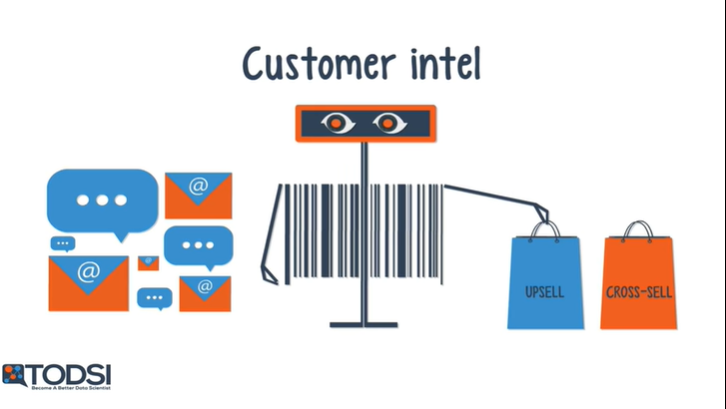 Customer intel
@
@
@
@
UPSELL
CROSS-SELL
TODSI
Become A Better Data Scientist